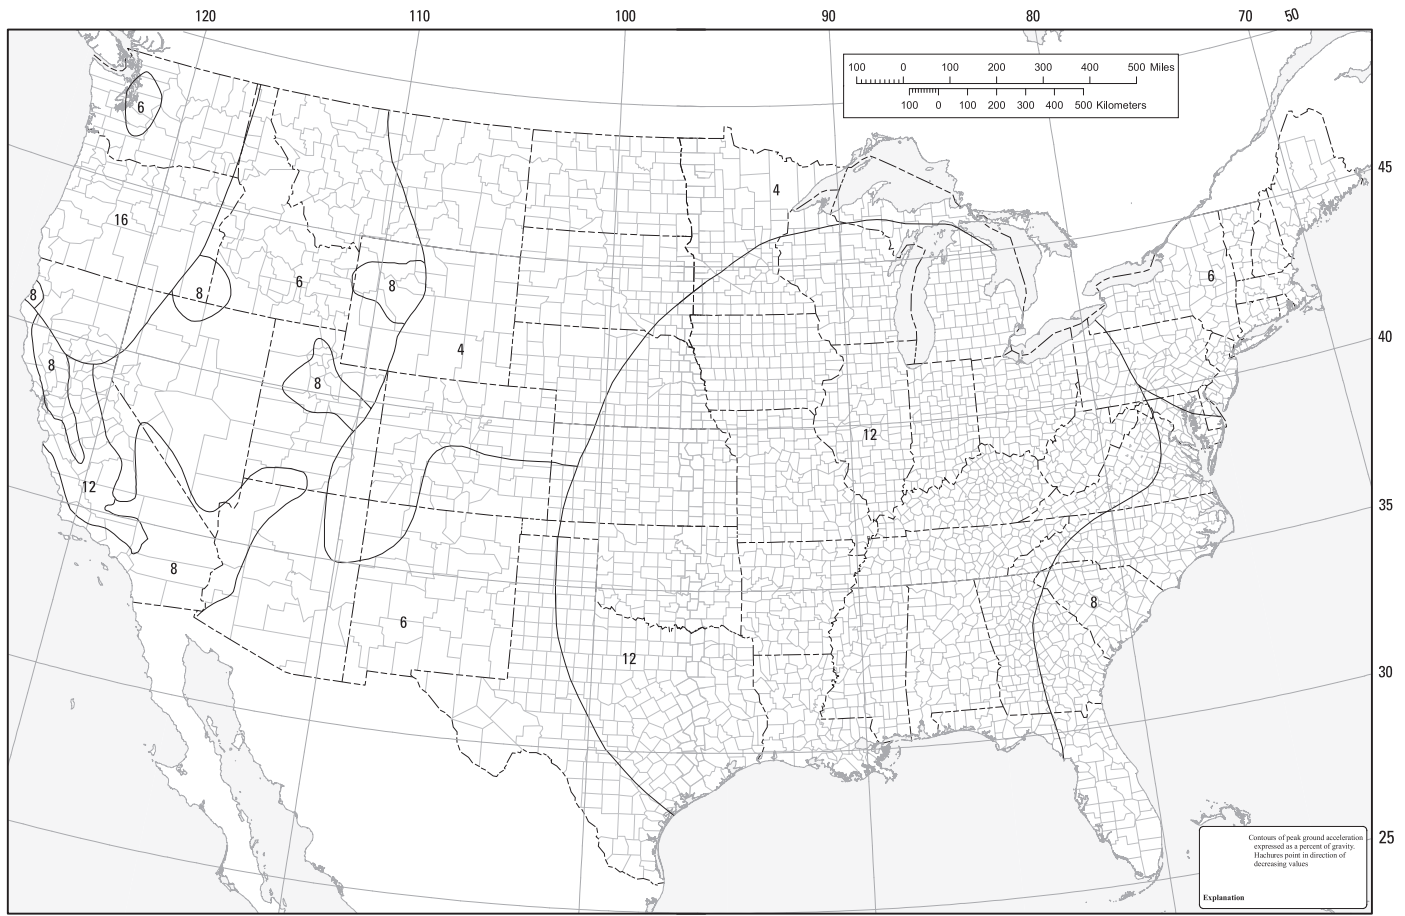 120 110 100 90 80 70 50
100 0 100 200 300 400 500 Miles
100 0 100 200 300 400 500 Kilometers
6
45
4
16
6
6
8
8
8
40
4
8
8
12
35
12
8
8
6
12
30
25
Contours of peak ground acceleration
expressed as a percent of gravity.
Hachures point in direction of
decreasing values
Explanation